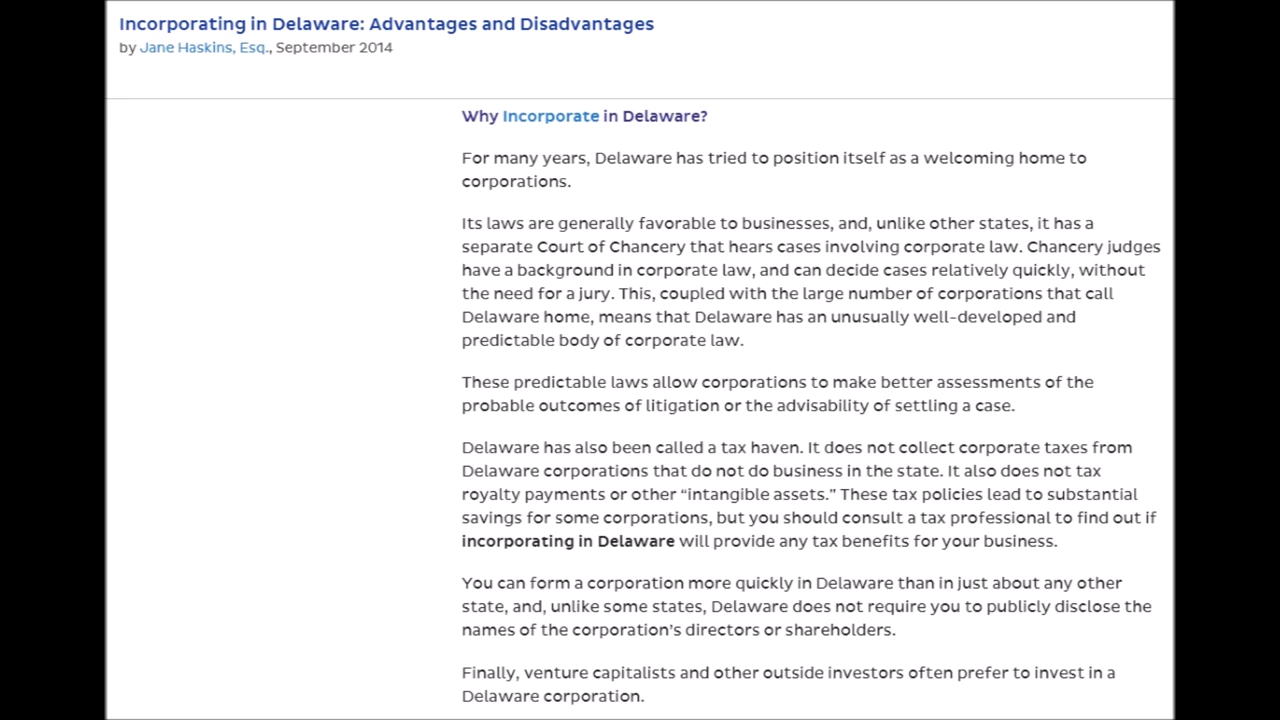 Incorporating in Delaware: Advantages and Disadvantages
by Jane Haskins, Esq., September 2014
Why Incorporate in Delaware?
For many years, Delaware has tried to position itself as a welcoming home to
corporations.
Its laws are generally favorable to businesses, and, unlike other states, it has a
separate Court of Chancery that hears cases involving corporate law. Chancery judges
have a background in corporate law, and can decide cases relatively quickly, without
the need for a jury. This, coupled with the large number of corporations that call
Delaware home, means that Delaware has an unusually well-developed and
predictable body of corporate law.
These predictable laws allow corporations to make better assessments of the
probable outcomes of litigation or the advisability of settling a case.
Delaware has also been called a tax haven. It does not collect corporate taxes from
Delaware corporations that do not do business in the state. It also does not tax
royalty payments or other “intangible assets.” These tax policies lead to substantial
savings for some corporations, but you should consult a tax professional to find out if
incorporating in Delaware will provide any tax benefits for your business.
You can form a corporation more quickly in Delaware than in just about any other
state, and, unlike some states, Delaware does not require you to publicly disclose the
names of the corporation’s directors or shareholders.
Finally, venture capitalists and other outside investors often prefer to invest in a
Delaware corporation.